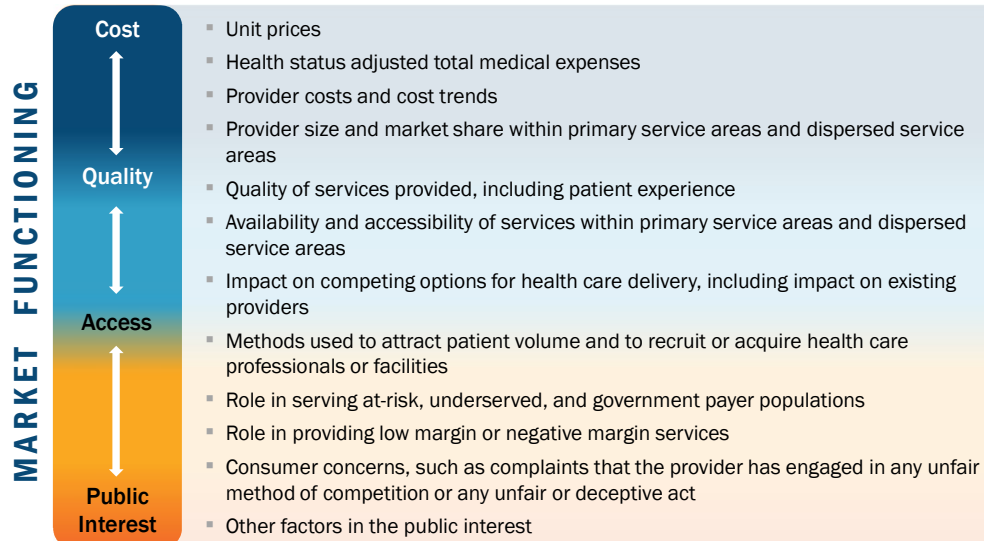 MARKET FUNCTIONING
Cost
Quality
Access
Public
Interest
Unit prices
Health status adjusted total medical expenses
Provider costs and cost trends
Provider size and market share within primary service areas and dispersed service
areas
Quality of services provided, including patient experience
Availability and accessibility of services within primary service areas and dispersed
service areas
Impact on competing options for health care delivery, including impact on existing
providers
Methods used to attract patient volume and to recruit or acquire health care
professionals or facilities
Role in serving at-risk, underserved, and government payer populations
Role in providing low margin or negative margin services
Consumer concerns, such as complaints that the provider has engaged in any unfair
method of competition or any unfair or deceptive act
Other factors in the public interest